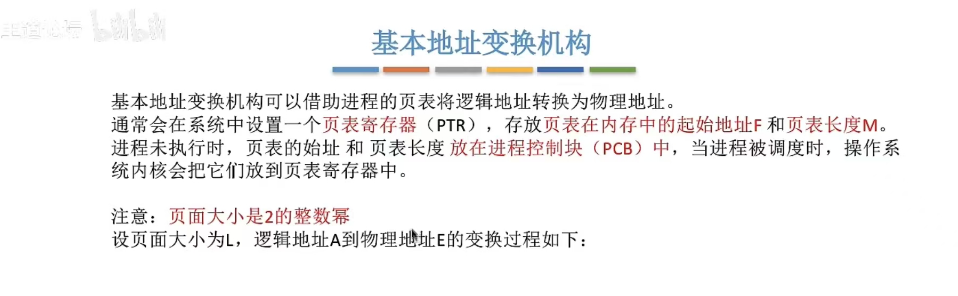 bilibili
基本地址变换机构
基本地址变换机构可以借助进程的页表将逻辑地址转换为物理地址。
通常会在系统中设置一个页表寄存器（PTR），存放页表在内存中的起始地址F 和页表长度M。
进程未执行时，页表的始址 和 页表长度 放在进程控制块（PCB）中，当进程被调度时，操作系
统内核会把它们放到页表寄存器中。
注意：页面大小是2的整数幂
设页面大小为L，逻辑地址A到物理地址E的变换过程如下：